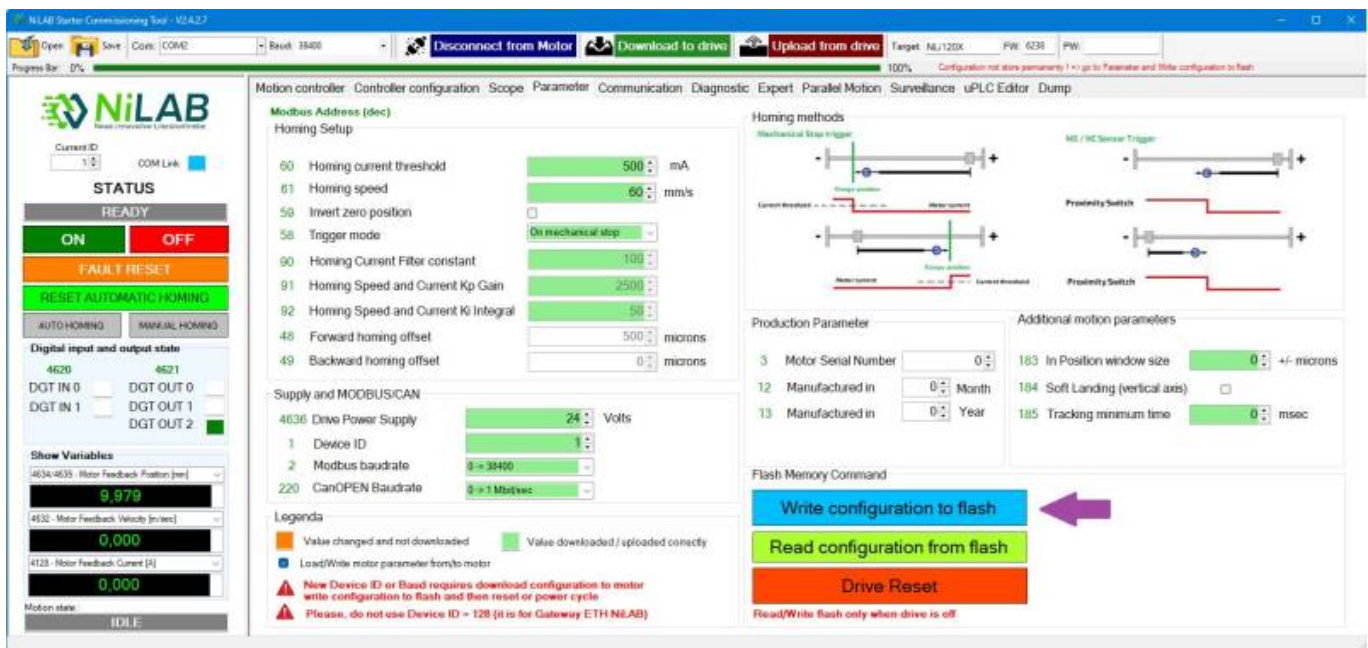 NiLAB Starter Commissioning Tool - V2.4.2.7
Open Save Com: COM2 Baud: 38400 Disconnect from Motor Download to drive Upload from drive Target NLi120X FW: 6238 PW:
Progress Bar: 0% 100% Configuration not store permanenty ! => go to Parameter and Write configuration to flash
Motion controller Controller configuration Scope Parameter Communication Diagnostic Expert Parallel Motion Surveillance uPLC Editor Dump
NiLAB
Current ID
1 COM Link
STATUS
READY
ON OFF
FAULT RESET
RESET AUTOMATIC HOMING
AUTO HOMING MANUAL HOMING
Digital input and output state
4620 4621
DGT IN 0 DGT OUT 0
DGT IN 1 DGT OUT 1
DGT OUT 2
Show Variables
4634/4635 - Motor Feedback Position [mm]
9,979
4632 - Motor Feedback Velocity [m/sec]
0,000
4128 - Motor Feedback Current [A]
0,000
Motion state:
IDLE
Modbus Address (dec)
Homing Setup
60 Homing current threshold 500 mA
61 Homing speed 60 mm/s
59 Invert zero position
58 Trigger mode On mechanical stop
90 Homing Current Filter constant 100
91 Homing Speed and Current Kp Gain 2500
92 Homing Speed and Current Ki Integral 50
48 Forward homing offset 500 microns
49 Backward homing offset 0 microns
Supply and MODBUS/CAN
4636 Drive Power Supply 24 Volts
1 Device ID 1
2 Modbus baudrate 0 -> 38400
220 CanOPEN Baudrate 0 -> 1 Mbit/sec
Legenda
Value changed and not downloaded Value downloaded / uploaded correctly
Load/Write motor parameter from/to motor
New Device ID or Baud requires download configuration to motor
write configuration to flash and then reset or power cycle
Please, do not use Device ID = 128 (it is for Gateway ETH NiLAB)
Homing methods
Mechanical Stop trigger NO / NC Sensor Trigger
- + - +
Current threshold Motor current Proximity Switch
- + - +
Motor current Current threshold Proximity Switch
Production Parameter
3 Motor Serial Number 0
12 Manufactured in 0 Month
13 Manufactured in 0 Year
Additional motion parameters
183 In Position window size 0 +/- microns
184 Soft Landing (vertical axis)
185 Tracking minimum time 0 msec
Flash Memory Command
Write configuration to flash
Read configuration from flash
Drive Reset
Read/Write flash only when drive is off